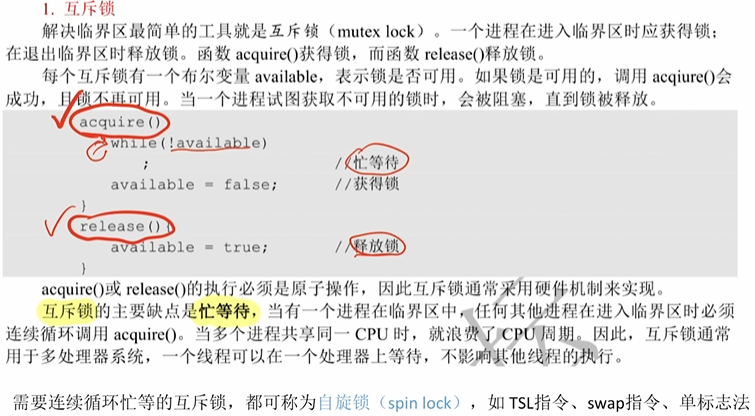 1. 互斥锁
解决临界区最简单的工具就是互斥锁（mutex lock）。一个进程在进入临界区时应获得锁；
在退出临界区时释放锁。函数 acquire()获得锁，而函数 release()释放锁。
每个互斥锁有一个布尔变量 available，表示锁是否可用。如果锁是可用的，调用 acqiure()会
成功，且锁不再可用。当一个进程试图获取不可用的锁时，会被阻塞，直到锁被释放。
acquire()
while(!available)
; //忙等待
available = false; //获得锁
}
release(){
available = true; //释放锁
}
acquire()或 release()的执行必须是原子操作，因此互斥锁通常采用硬件机制来实现。
互斥锁的主要缺点是忙等待，当有一个进程在临界区中，任何其他进程在进入临界区时必须
连续循环调用 acquire()。当多个进程共享同一 CPU 时，就浪费了 CPU 周期。因此，互斥锁通常
用于多处理器系统，一个线程可以在一个处理器上等待，不影响其他线程的执行。
需要连续循环忙等的互斥锁，都可称为自旋锁（spin lock），如 TSL指令、swap指令、单标志法